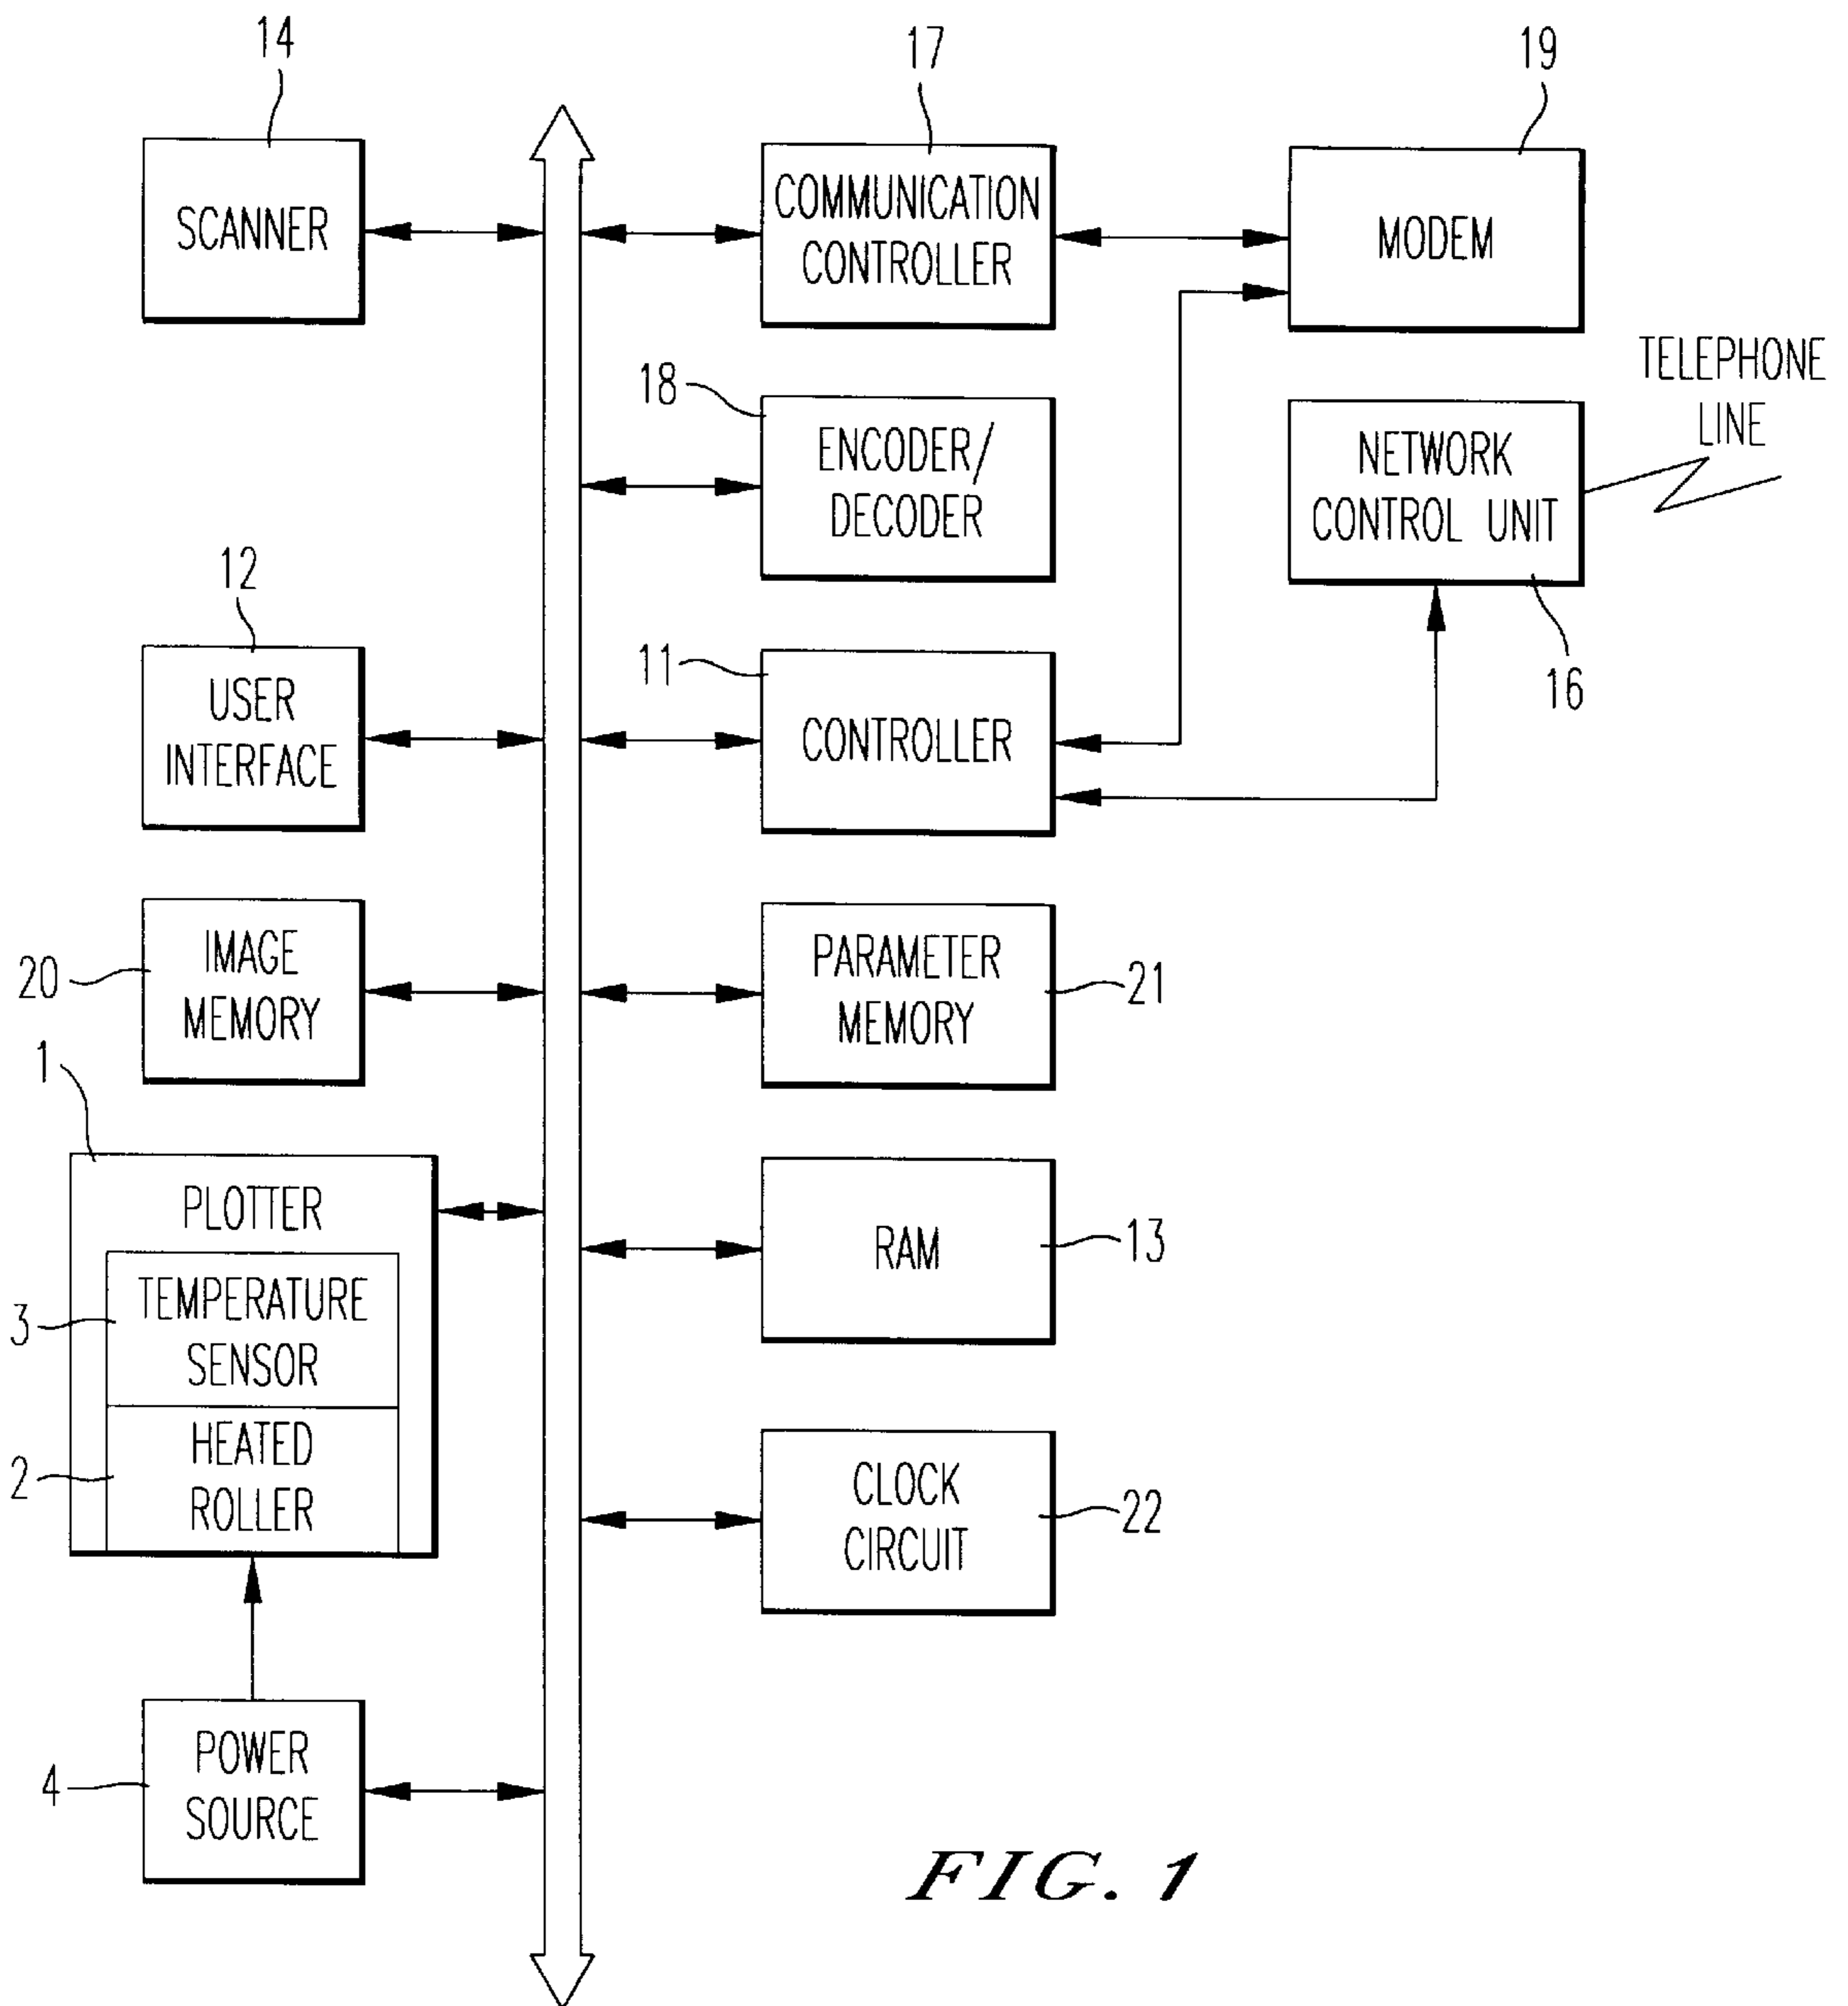 14
17
19
SCANNER
COMMUNICATION
CONTROLLER
MODEM
TELEPHONE
LINE
18
ENCODER/
DECODER
NETWORK
CONTROL UNIT
16
12
USER
INTERFACE
11
CONTROLLER
20
IMAGE
MEMORY
PARAMETER
MEMORY
21
1
PLOTTER
3
TEMPERATURE
SENSOR
2
HEATED
ROLLER
RAM
13
CLOCK
CIRCUIT
22
4
POWER
SOURCE
FIG. 1